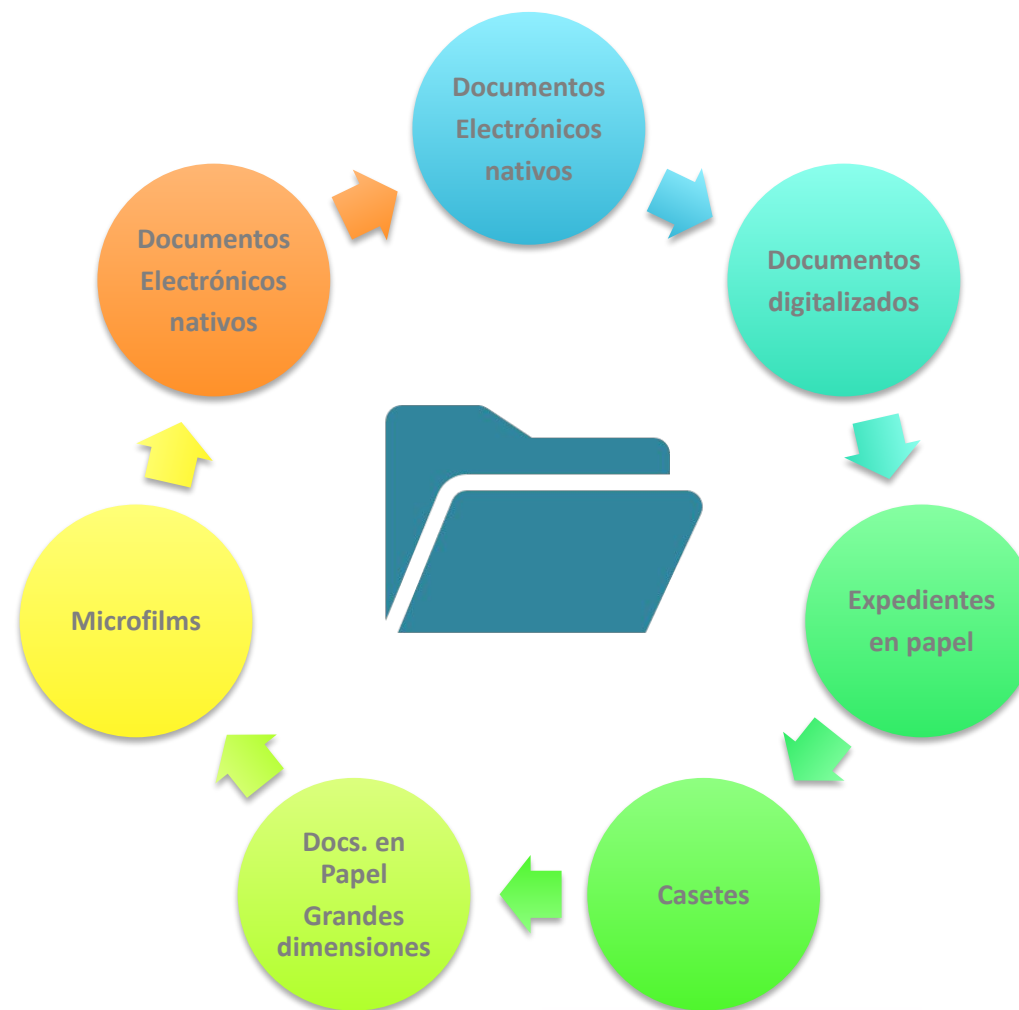 Documentos
Electrónicos
nativos
Documentos
digitalizados
Expedientes
en papel
Casetes
Docs. en
Papel
Grandes
dimensiones
Microfilms
Documentos
Electrónicos
nativos